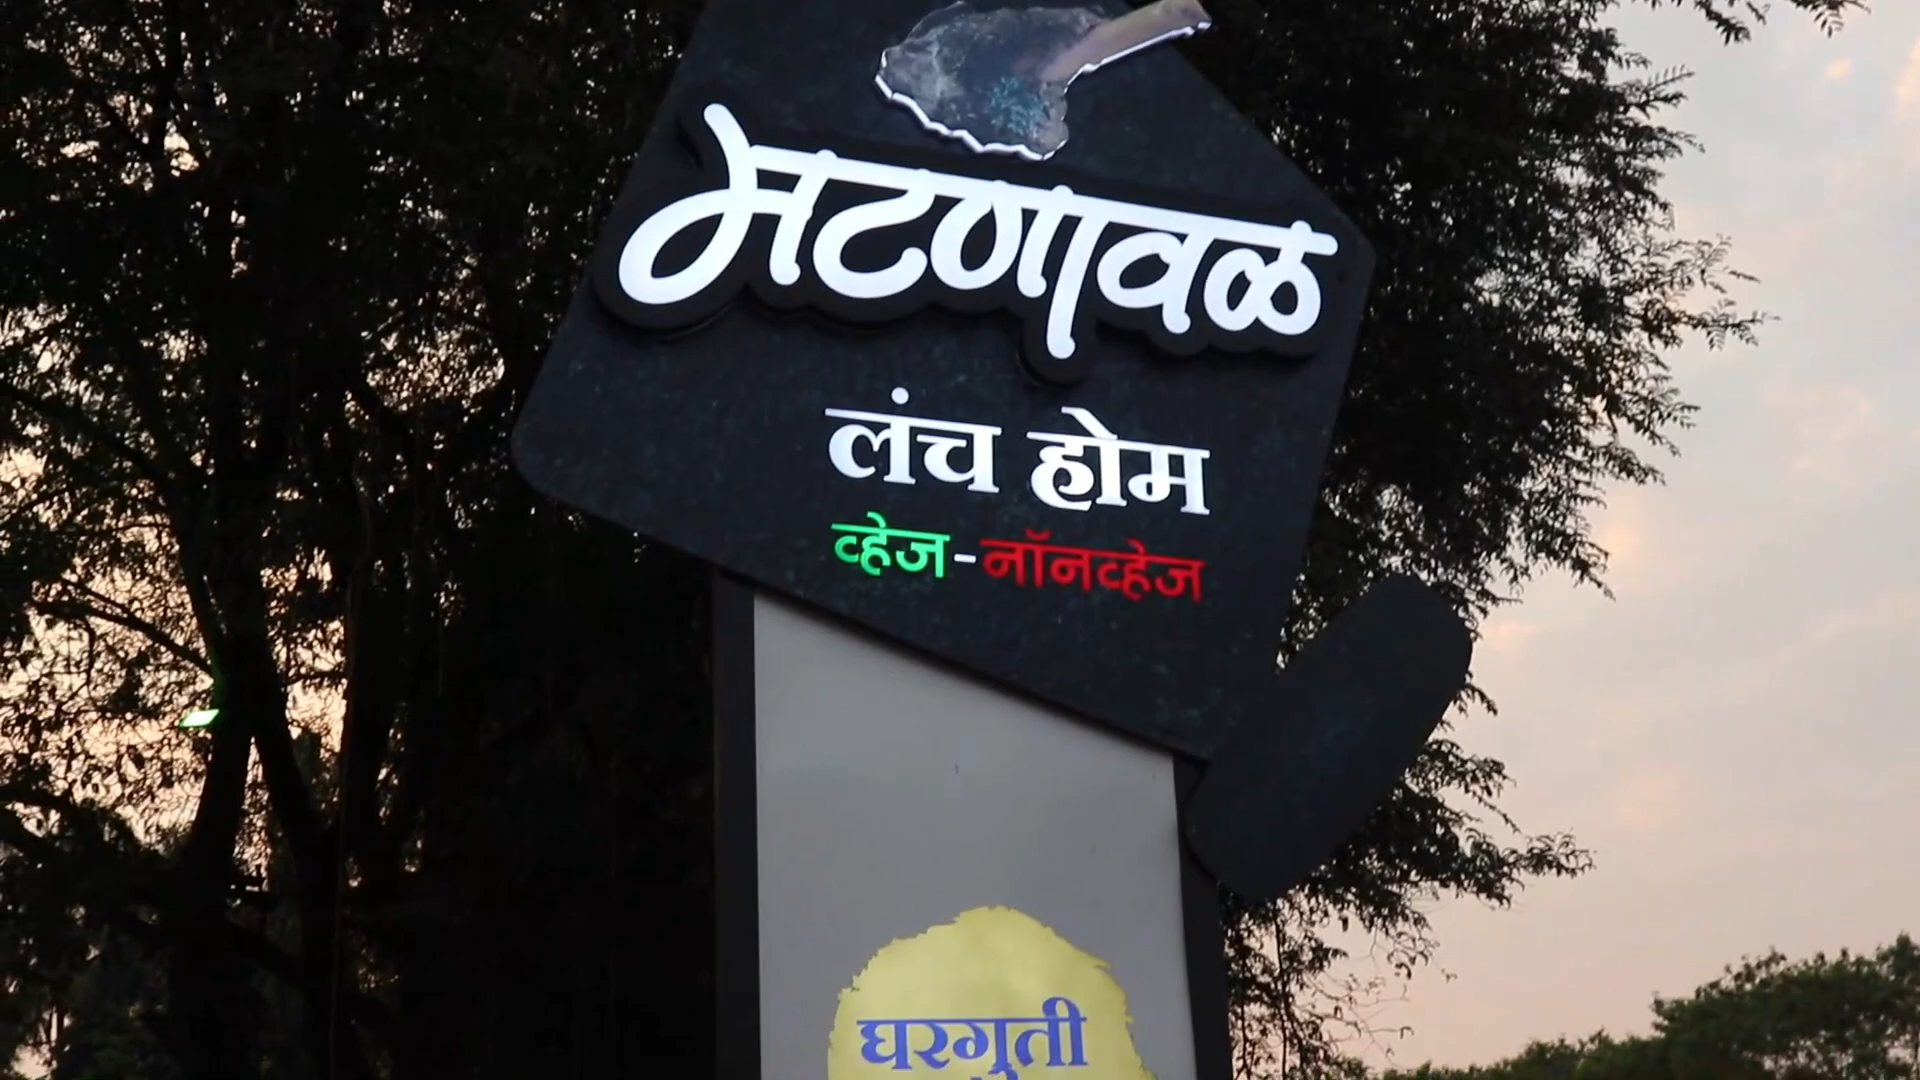 मटणावळ
लंच होम
व्हेज-नॉनव्हेज
घरगुती